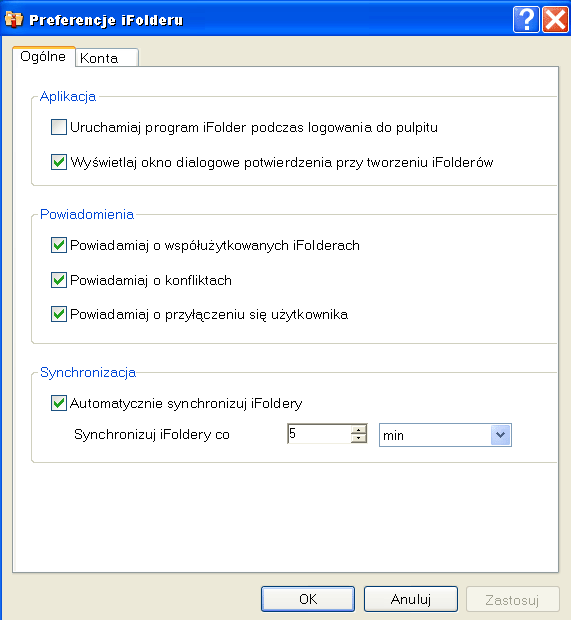 Preferencje iFolderu
Ogólne
Konta
Aplikacja
Uruchamiaj program iFolder podczas logowania do pulpitu
Wyświetlaj okno dialogowe potwierdzenia przy tworzeniu iFolderów
Powiadomienia
Powiadamiaj o współużytkowanych iFolderach
Powiadamiaj o konfliktach
Powiadamiaj o przyłączeniu się użytkownika
Synchronizacja
Automatycznie synchronizuj iFoldery
Synchronizuj iFoldery co 5 min
OK Anuluj Zastosuj